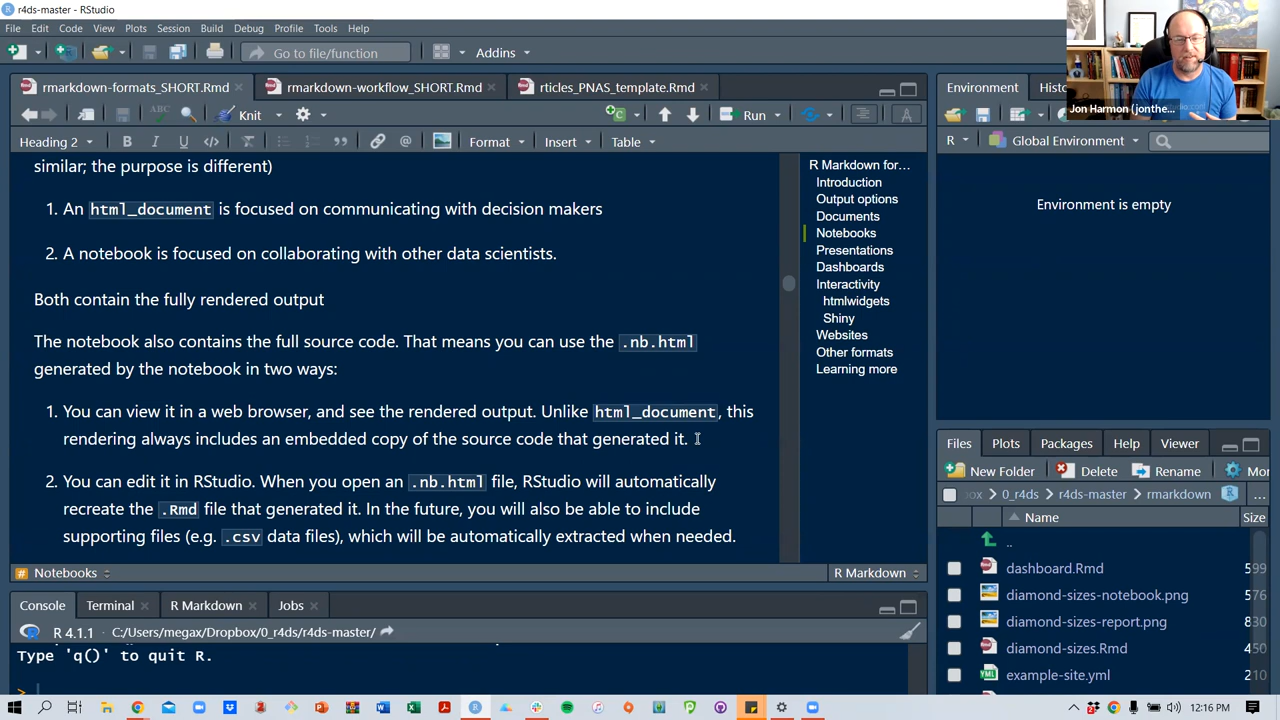 r4ds-master - RStudio
File Edit Code View Plots Session Build Debug Profile Tools Help
Go to file/function
Addins
rmarkdown-formats_SHORT.Rmd
rmarkdown-workflow_SHORT.Rmd
rticles_PNAS_template.Rmd
Knit
Run
Heading 2
B
I
Format
Insert
Table
similar; the purpose is different)
1. An html_document is focused on communicating with decision makers
2. A notebook is focused on collaborating with other data scientists.
Both contain the fully rendered output
The notebook also contains the full source code. That means you can use the .nb.html
generated by the notebook in two ways:
1. You can view it in a web browser, and see the rendered output. Unlike html_document, this
rendering always includes an embedded copy of the source code that generated it.
2. You can edit it in RStudio. When you open an .nb.html file, RStudio will automatically
recreate the .Rmd file that generated it. In the future, you will also be able to include
supporting files (e.g. .csv data files), which will be automatically extracted when needed.
R Markdown for...
Introduction
Output options
Documents
Notebooks
Presentations
Dashboards
Interactivity
htmlwidgets
Shiny
Websites
Other formats
Learning more
# Notebooks
R Markdown
Console Terminal R Markdown Jobs
R 4.1.1 · C:/Users/megax/Dropbox/0_r4ds/r4ds-master/
Type 'q()' to quit R.
>
Jon Harmon (jonthe...
Environment Histo
R
Global Environment
Environment is empty
Files Plots Packages Help Viewer
New Folder Delete Rename Mor
ox 0_r4ds r4ds-master rmarkdown ...
Name Size
..
dashboard.Rmd 599
diamond-sizes-notebook.png 576
diamond-sizes-report.png 830
diamond-sizes.Rmd 450
example-site.yml 210
12:16 PM